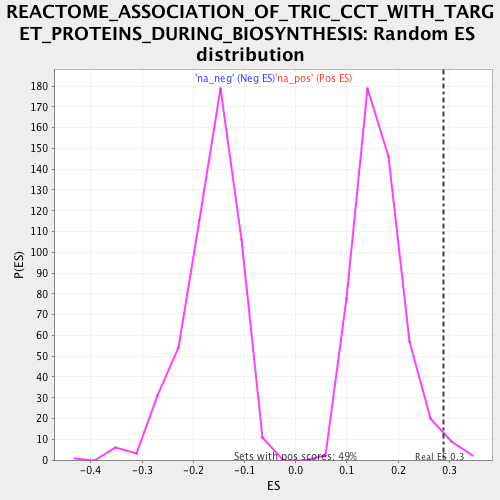 REACTOME_ASSOCIATION_OF_TRIC_CCT_WITH_TARG
ET_PROTEINS_DURING_BIOSYNTHESIS: Random ES
distribution
'na_neg' (Neg ES)'na_pos' (Pos ES)
180
170
160
150
140
130
120
110
100
90
80
70
60
50
40
30
20
10
0
P(ES)
Sets with pos scores: 49%
Real ES 0.3
-0.4 -0.3 -0.2 -0.1 0.0 0.1 0.2 0.3
ES